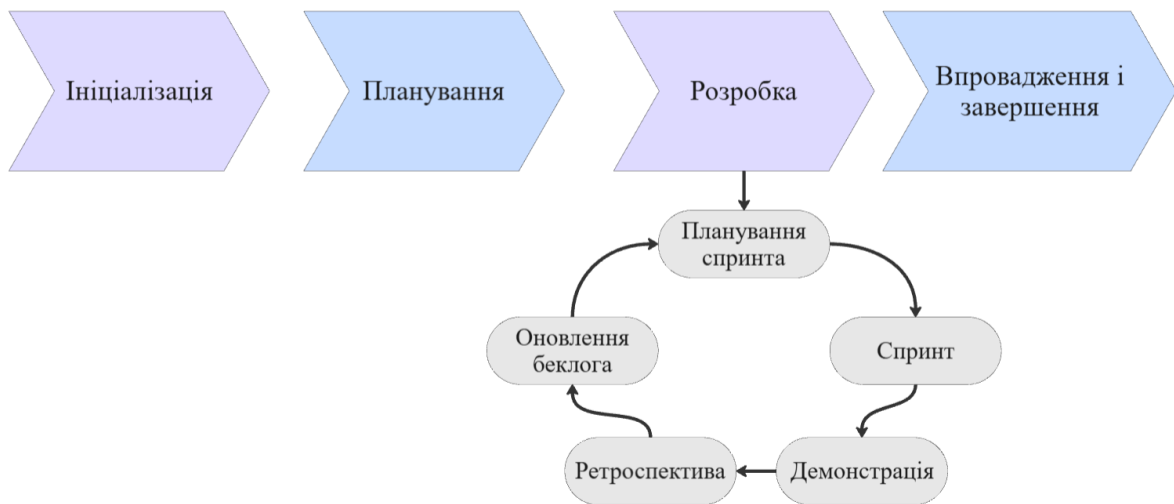 Ініціалізація
Планування
Розробка
Впровадження і
завершення
Планування
спринта
Спринт
Демонстрація
Ретроспектива
Оновлення
беклога